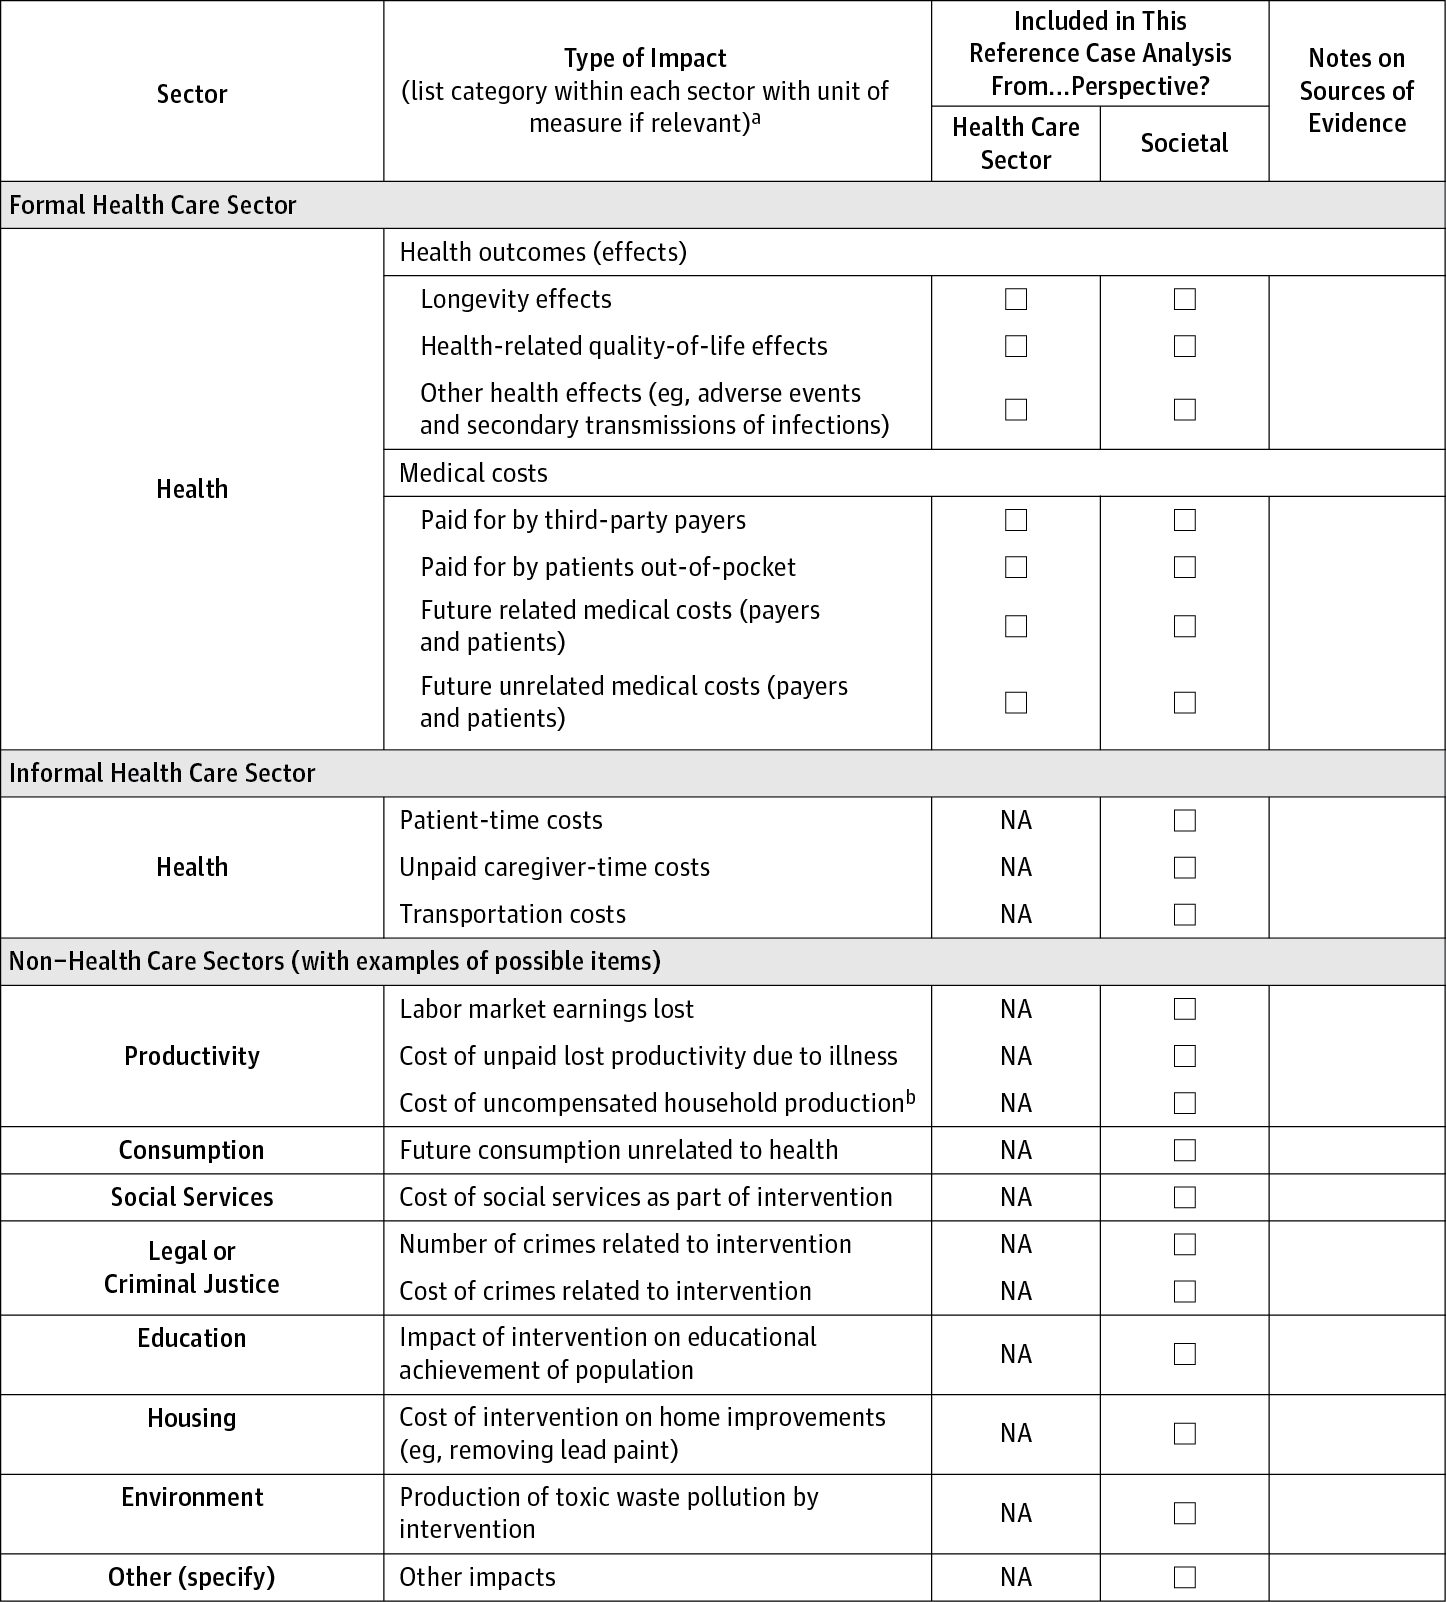 Sector
Type of Impact
(list category within each sector with unit of
measure if relevant)a
Included in This
Reference Case Analysis
From...Perspective?
Health Care
Sector
Societal
Notes on
Sources of
Evidence
Formal Health Care Sector
Health
Health outcomes (effects)
Longevity effects
Health-related quality-of-life effects
Other health effects (eg, adverse events
and secondary transmissions of infections)
Medical costs
Paid for by third-party payers
Paid for by patients out-of-pocket
Future related medical costs (payers
and patients)
Future unrelated medical costs (payers
and patients)
Informal Health Care Sector
Health
Patient-time costs NA
Unpaid caregiver-time costs NA
Transportation costs NA
Non–Health Care Sectors (with examples of possible items)
Productivity
Labor market earnings lost NA
Cost of unpaid lost productivity due to illness NA
Cost of uncompensated household productionb NA
Consumption Future consumption unrelated to health NA
Social Services Cost of social services as part of intervention NA
Legal or
Criminal Justice
Number of crimes related to intervention NA
Cost of crimes related to intervention NA
Education
Impact of intervention on educational
achievement of population
NA
Housing
Cost of intervention on home improvements
(eg, removing lead paint)
NA
Environment
Production of toxic waste pollution by
intervention
NA
Other (specify) Other impacts NA